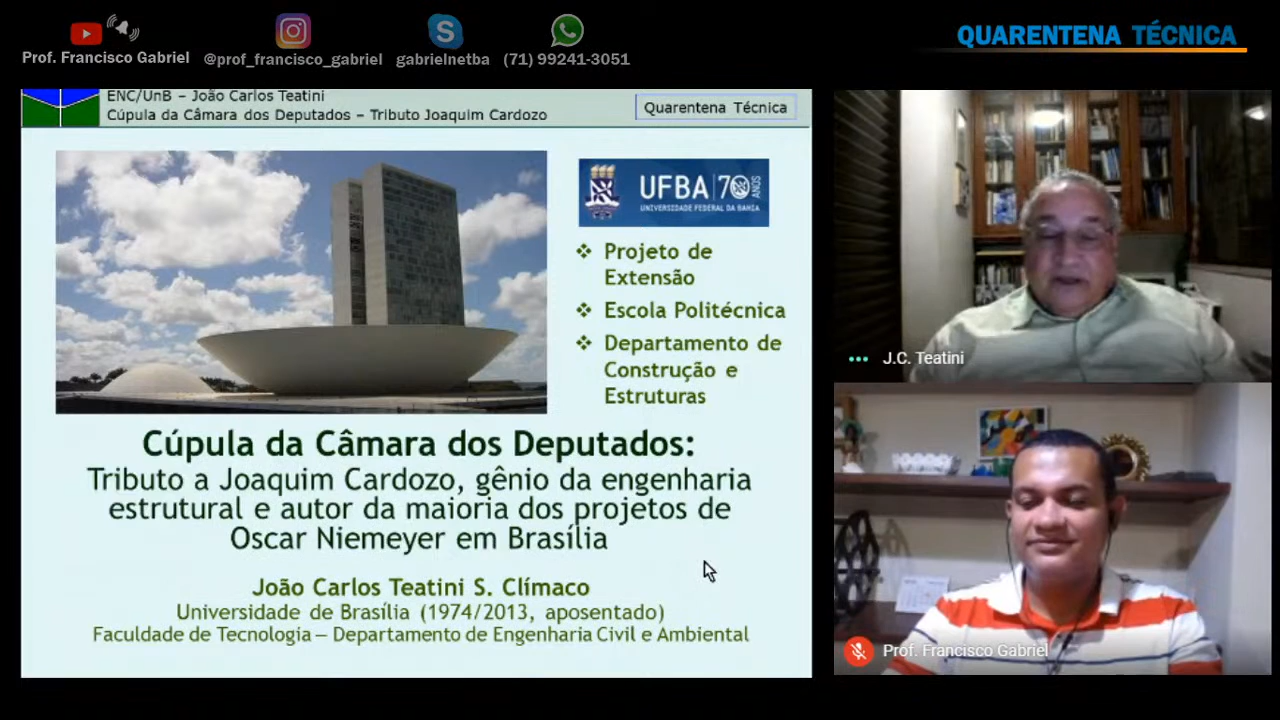 Prof. Francisco Gabriel
@prof_francisco_gabriel
gabrielnetba
(71) 99241-3051
QUARENTENA TÉCNICA
ENC/UnB – João Carlos Teatini
Cúpula da Câmara dos Deputados – Tributo Joaquim Cardozo
Quarentena Técnica
UFBA 70 ANOS
UNIVERSIDADE FEDERAL DA BAHIA
❖ Projeto de
Extensão
❖ Escola Politécnica
❖ Departamento de
Construção e
Estruturas
Cúpula da Câmara dos Deputados:
Tributo a Joaquim Cardozo, gênio da engenharia
estrutural e autor da maioria dos projetos de
Oscar Niemeyer em Brasília
João Carlos Teatini S. Clímaco
Universidade de Brasília (1974/2013, aposentado)
Faculdade de Tecnologia – Departamento de Engenharia Civil e Ambiental
J.C. Teatini
Prof. Francisco Gabriel